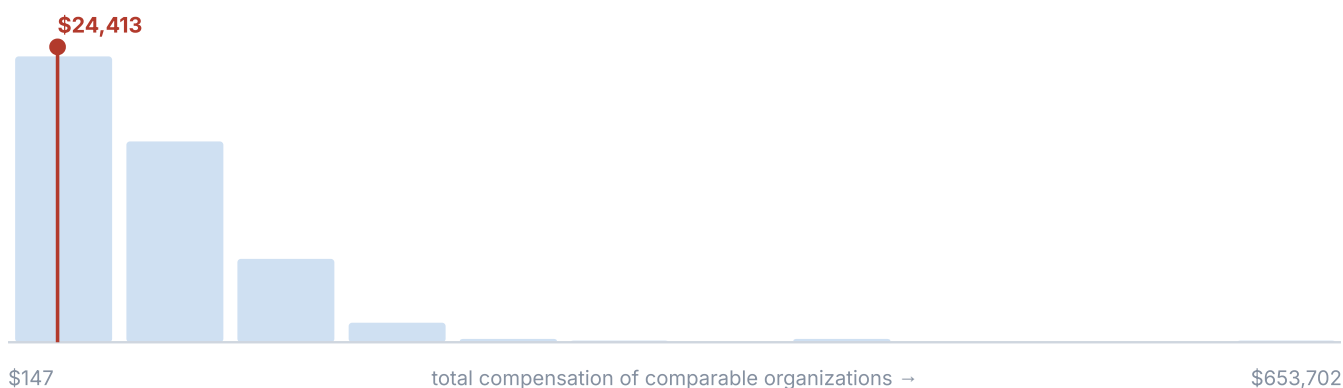 $24,413
$147
total compensation of comparable organizations →
$653,702